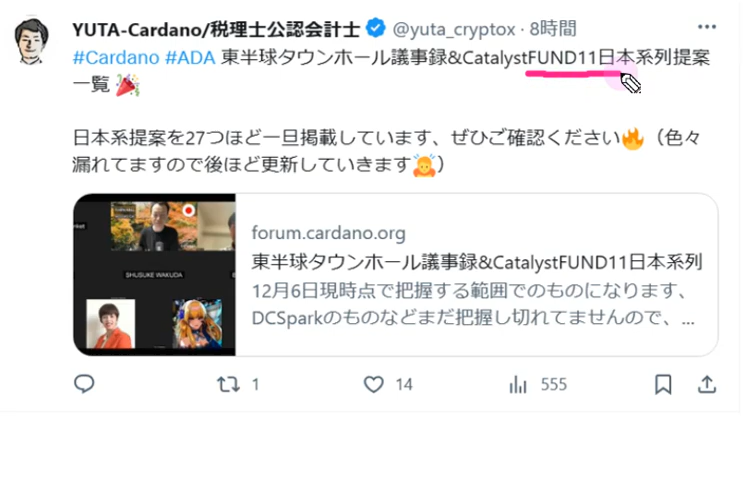 YUTA-Cardano/税理士公認会計士 @yuta_cryptox · 8時間
#Cardano #ADA 東半球タウンホール議事録&CatalystFUND11日本系列提案
一覧🎉
日本系提案を27つほど一旦掲載しています、ぜひご確認ください🔥（色々
漏れてますので後ほど更新していきます🙇）
SHUSUKE WAKUDA
forum.cardano.org
東半球タウンホール議事録&CatalystFUND11日本系列
12月6日現時点で把握する範囲でのものになります、
DCSparkのものなどまだ把握し切れてませんので、...
1 14 555